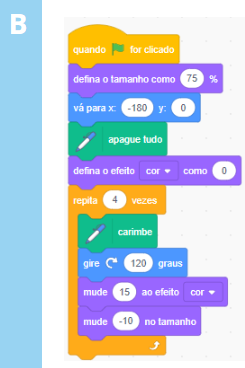 B
quando for clicado
defina o tamanho como 75 %
vá para x: -180 y: 0
apague tudo
defina o efeito cor como 0
repita 4 vezes
carimbe
gire 120 graus
mude 15 ao efeito cor
mude -10 no tamanho